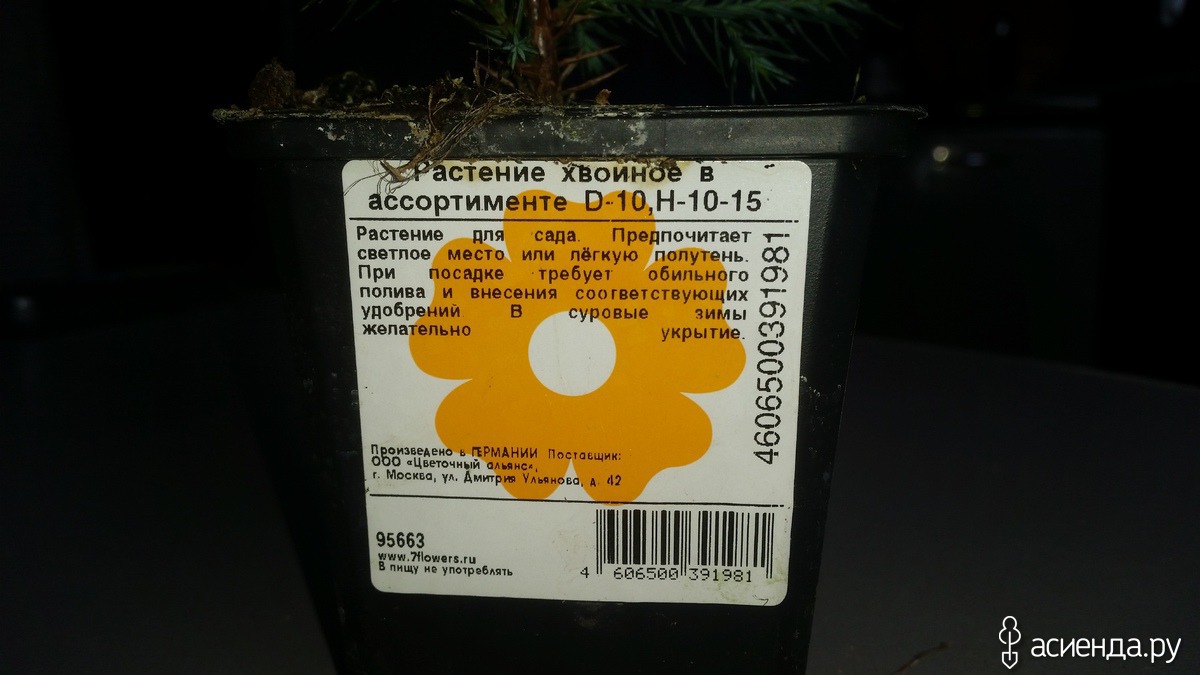 Растение хвойное в
ассортименте D-10,H-10-15
Растение для сада. Предпочитает
светлое место или лёгкую полутень.
При посадке требует обильного
полива и внесения соответствующих
удобрений. В суровые зимы
желательно укрытие.
4606500391981
Произведено в ГЕРМАНИИ Поставщик:
ООО «Цветочный альянс»,
г. Москва, ул. Дмитрия Ульянова, д. 42
95663
www.7flowers.ru
В пищу не употреблять
4 606500 391981
асиенда.ру